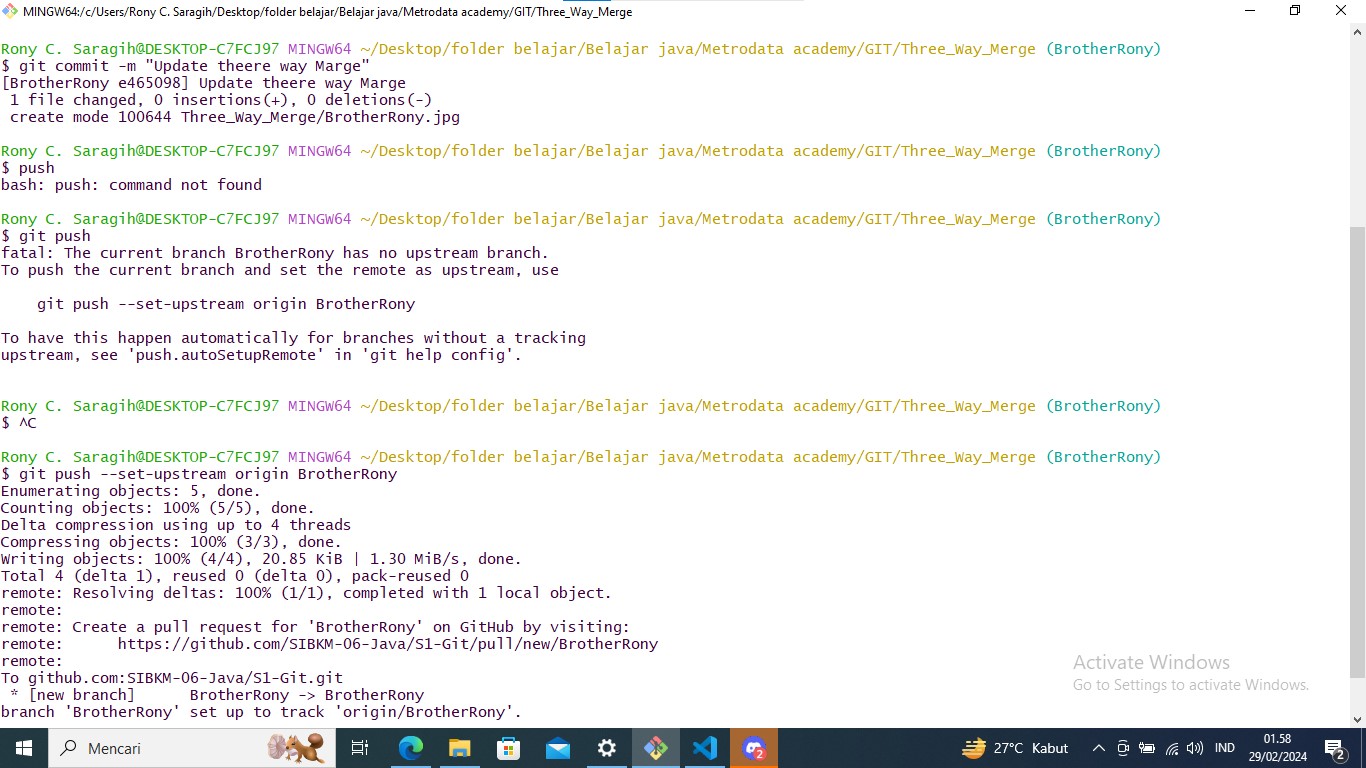 MINGW64:/c/Users/Rony C. Saragih/Desktop/folder belajar/Belajar java/Metrodata academy/GIT/Three_Way_Merge
Rony C. Saragih@DESKTOP-C7FCJ97 MINGW64 ~/Desktop/folder belajar/Belajar java/Metrodata academy/GIT/Three_Way_Merge (BrotherRony)
$ git commit -m "Update theere way Marge"
[BrotherRony e465098] Update theere way Marge
 1 file changed, 0 insertions(+), 0 deletions(-)
 create mode 100644 Three_Way_Merge/BrotherRony.jpg
Rony C. Saragih@DESKTOP-C7FCJ97 MINGW64 ~/Desktop/folder belajar/Belajar java/Metrodata academy/GIT/Three_Way_Merge (BrotherRony)
$ push
bash: push: command not found
Rony C. Saragih@DESKTOP-C7FCJ97 MINGW64 ~/Desktop/folder belajar/Belajar java/Metrodata academy/GIT/Three_Way_Merge (BrotherRony)
$ git push
fatal: The current branch BrotherRony has no upstream branch.
To push the current branch and set the remote as upstream, use
    git push --set-upstream origin BrotherRony
To have this happen automatically for branches without a tracking
upstream, see 'push.autoSetupRemote' in 'git help config'.
Rony C. Saragih@DESKTOP-C7FCJ97 MINGW64 ~/Desktop/folder belajar/Belajar java/Metrodata academy/GIT/Three_Way_Merge (BrotherRony)
$ ^C
Rony C. Saragih@DESKTOP-C7FCJ97 MINGW64 ~/Desktop/folder belajar/Belajar java/Metrodata academy/GIT/Three_Way_Merge (BrotherRony)
$ git push --set-upstream origin BrotherRony
Enumerating objects: 5, done.
Counting objects: 100% (5/5), done.
Delta compression using up to 4 threads
Compressing objects: 100% (3/3), done.
Writing objects: 100% (4/4), 20.85 KiB | 1.30 MiB/s, done.
Total 4 (delta 1), reused 0 (delta 0), pack-reused 0
remote: Resolving deltas: 100% (1/1), completed with 1 local object.
remote:
remote: Create a pull request for 'BrotherRony' on GitHub by visiting:
remote:      https://github.com/SIBKM-06-Java/S1-Git/pull/new/BrotherRony
remote:
To github.com:SIBKM-06-Java/S1-Git.git
 * [new branch]      BrotherRony -> BrotherRony
branch 'BrotherRony' set up to track 'origin/BrotherRony'.
Activate Windows
Go to Settings to activate Windows.
Mencari
2
27°C Kabut
IND
01.58
29/02/2024
2